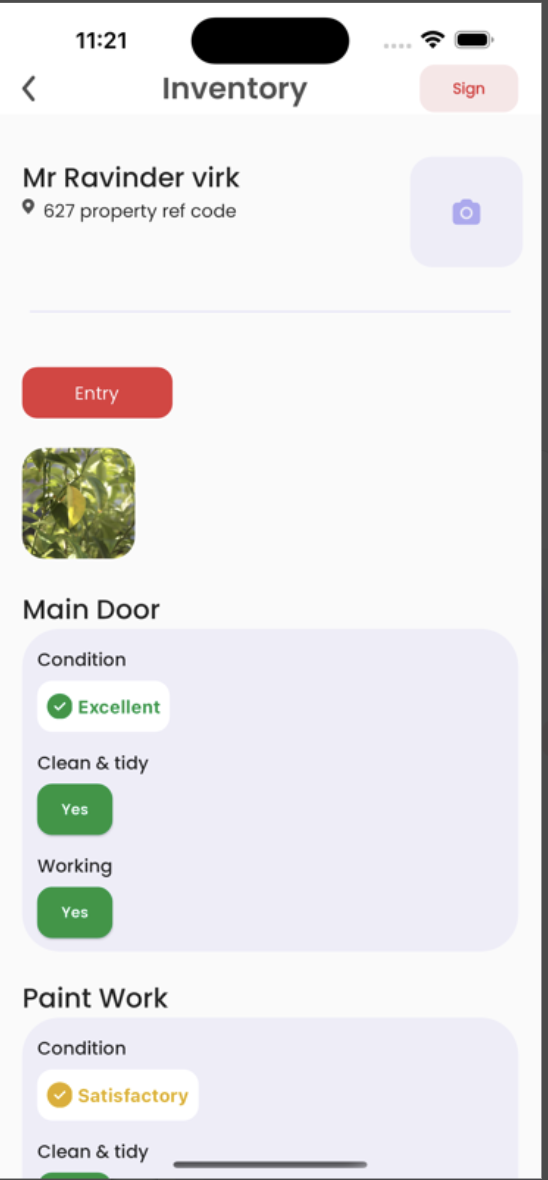 11:21
Inventory
Sign
Mr Ravinder virk
627 property ref code
Entry
Main Door
Condition
Excellent
Clean & tidy
Yes
Working
Yes
Paint Work
Condition
Satisfactory
Clean & tidy